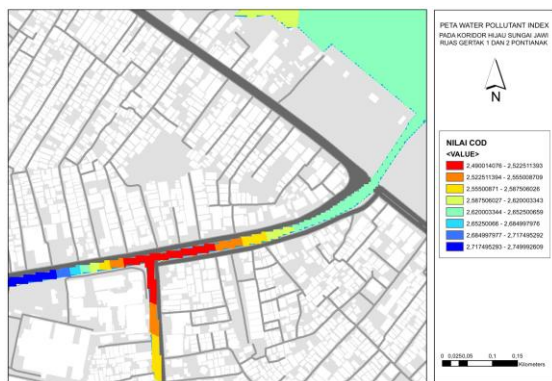 PETA WATER POLLUTANT INDEX
PADA KORIDOR HIJAU SUNGAI JAWI
RUAS GERTAK 1 DAN 2 PONTIANAK
N
NILAI COD
<VALUE>
2,490014076 - 2,522511393
2,522511394 - 2,555008709
2,55500871 - 2,587506026
2,587506027 - 2,620003343
2,620003344 - 2,652500659
2,65250066 - 2,684997976
2,684997977 - 2,717495292
2,717495293 - 2,749992609
0 0,0250,05 0,1 0,15
Kilometers